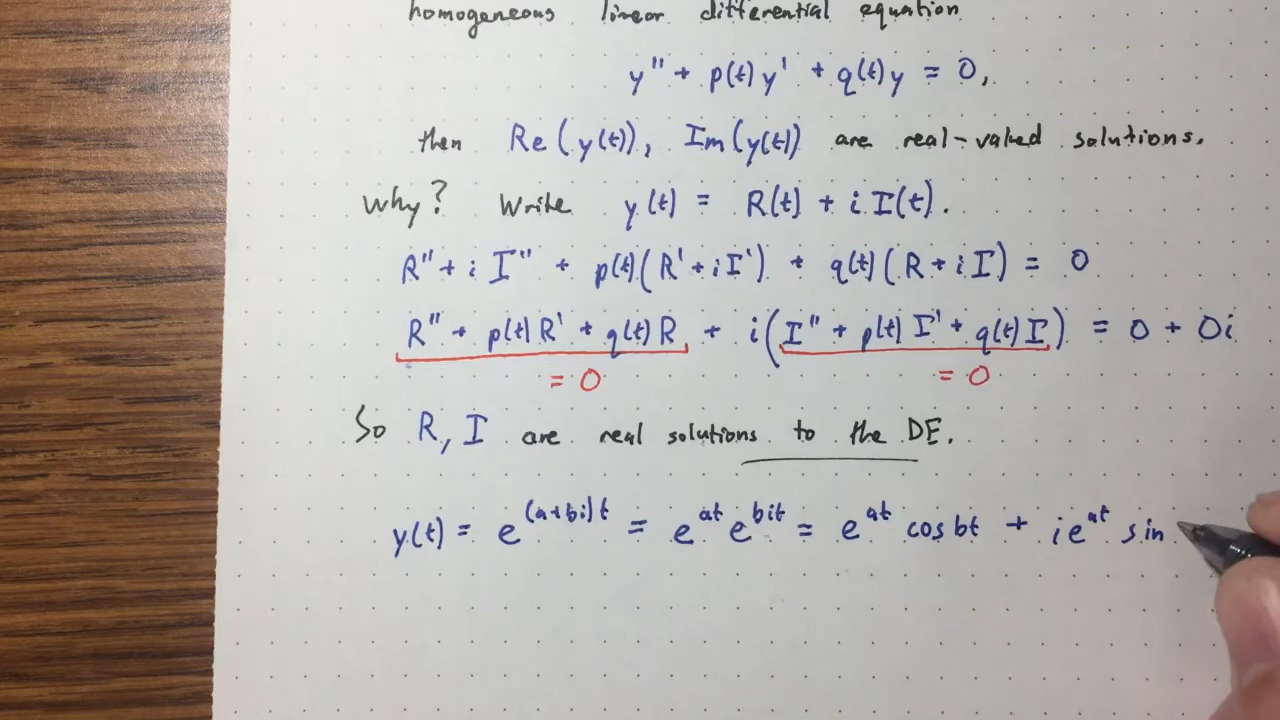 homogeneous linear differential equation
y'' + p(t)y' + q(t)y = 0,
then Re(y(t)), Im(y(t)) are real-valued solutions.
Why? Write y(t) = R(t) + i I(t).
R'' + i I'' + p(t)(R' + i I') + q(t)(R + i I) = 0
R'' + p(t)R' + q(t)R + i(I'' + p(t)I' + q(t)I) = 0 + 0i
= 0 = 0
So R, I are real solutions to the DE.
y(t) = e^(a+bi)t = e^at e^bit = e^at cos bt + i e^at sin